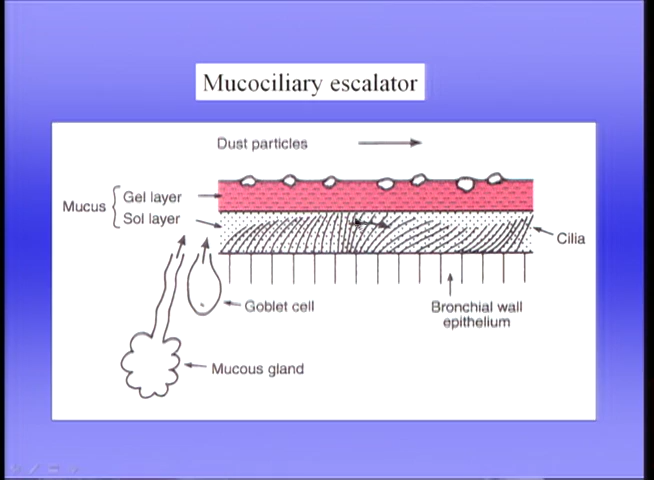 Mucociliary escalator
Dust particles
Mucus
Gel layer
Sol layer
Cilia
Goblet cell
Bronchial wall
epithelium
Mucous gland